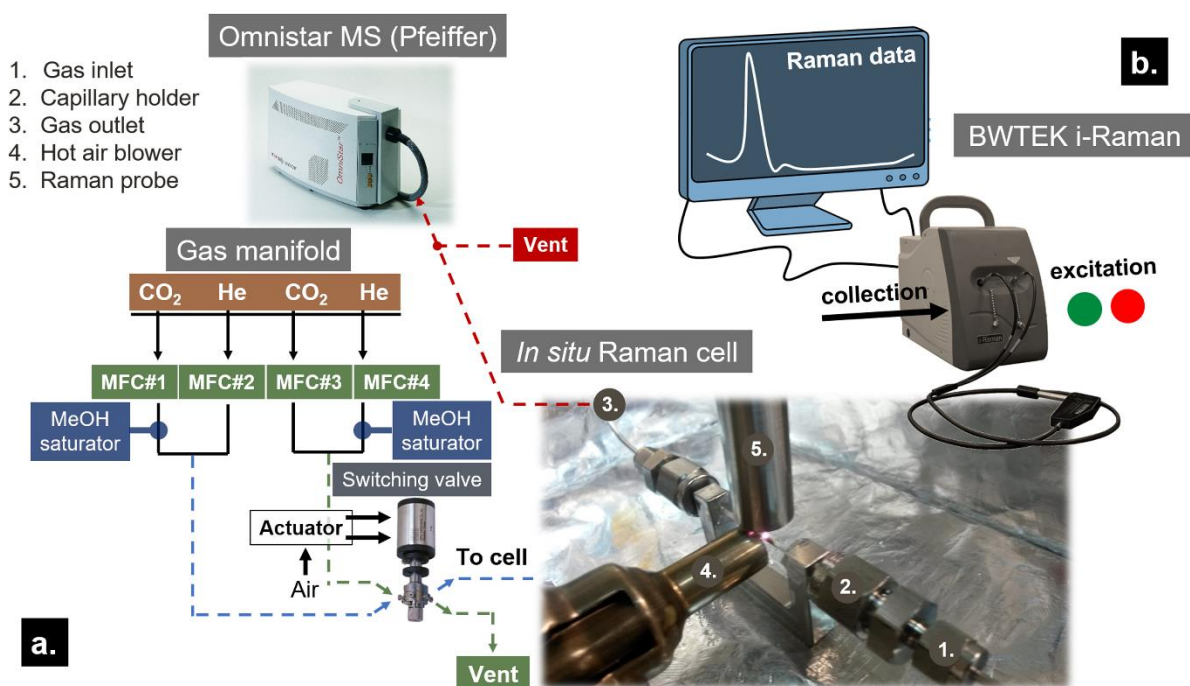 Omnistar MS (Pfeiffer)
1. Gas inlet
2. Capillary holder
3. Gas outlet
4. Hot air blower
5. Raman probe
OmniStar
Vent
Gas manifold
CO₂ He CO₂ He
MFC#1 MFC#2 MFC#3 MFC#4
MeOH
saturator
MeOH
saturator
Switching valve
Actuator
Air
To cell
Vent
a.
Raman data
b.
BWTEK i-Raman
collection
excitation
i-Raman
In situ Raman cell
3.
5.
4.
2.
1.